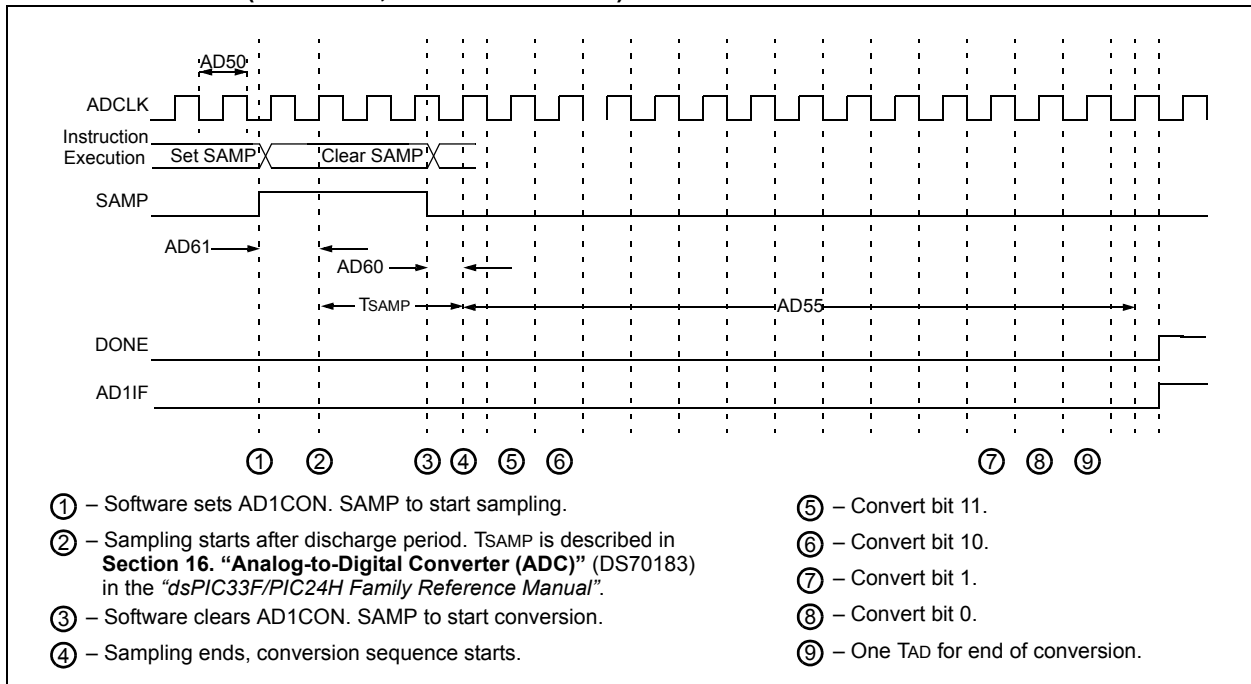 AD50
ADCLK
Instruction
Execution
Set SAMP
Clear SAMP
SAMP
AD61
AD60
TSAMP
AD55
DONE
AD1IF
1 2 3 4 5 6 7 8 9
1 – Software sets AD1CON. SAMP to start sampling.
2 – Sampling starts after discharge period. TSAMP is described in
Section 16. “Analog-to-Digital Converter (ADC)” (DS70183)
in the “dsPIC33F/PIC24H Family Reference Manual”.
3 – Software clears AD1CON. SAMP to start conversion.
4 – Sampling ends, conversion sequence starts.
5 – Convert bit 11.
6 – Convert bit 10.
7 – Convert bit 1.
8 – Convert bit 0.
9 – One TAD for end of conversion.